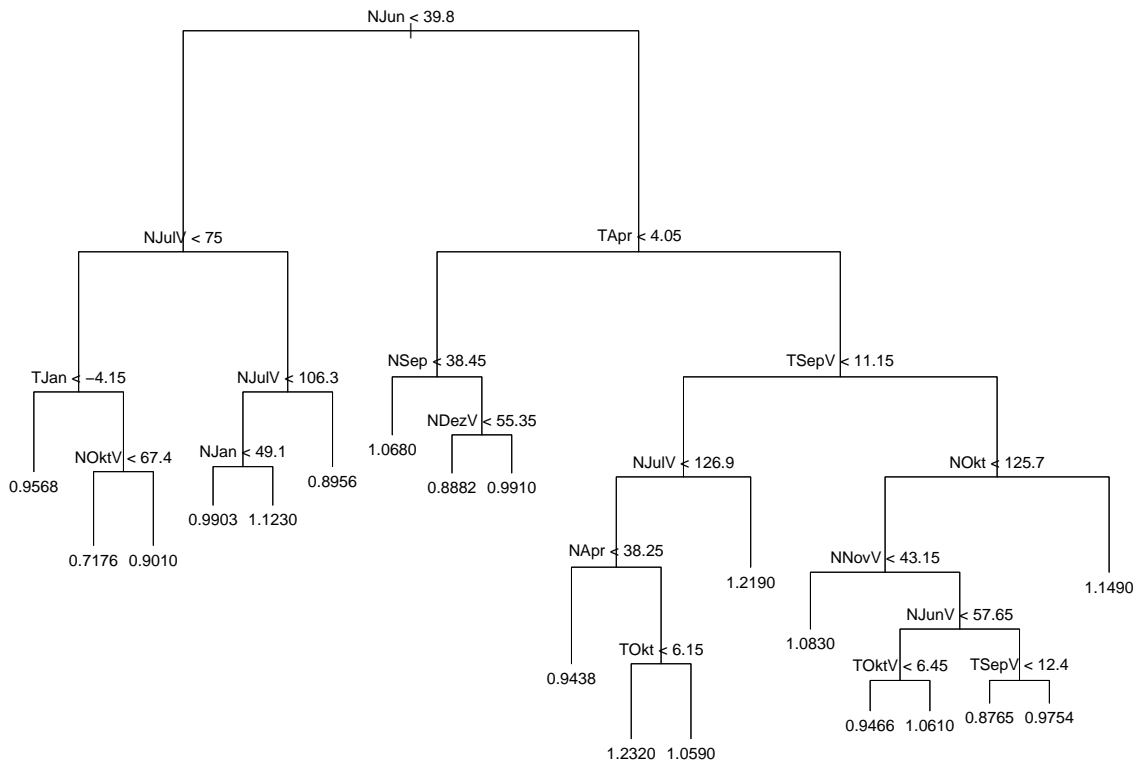 NJun < 39.8
NJulV < 75
TApr < 4.05
TJan < −4.15
NJulV < 106.3
NSep < 38.45
TSepV < 11.15
0.9568
NOktV < 67.4
NJan < 49.1
0.8956
1.0680
NDezV < 55.35
NJulV < 126.9
NOkt < 125.7
0.7176
0.9010
0.9903
1.1230
0.8882
0.9910
NApr < 38.25
1.2190
NNovV < 43.15
1.1490
0.9438
TOkt < 6.15
1.0830
NJunV < 57.65
1.2320
1.0590
TOktV < 6.45
TSepV < 12.4
0.9466
1.0610
0.8765
0.9754